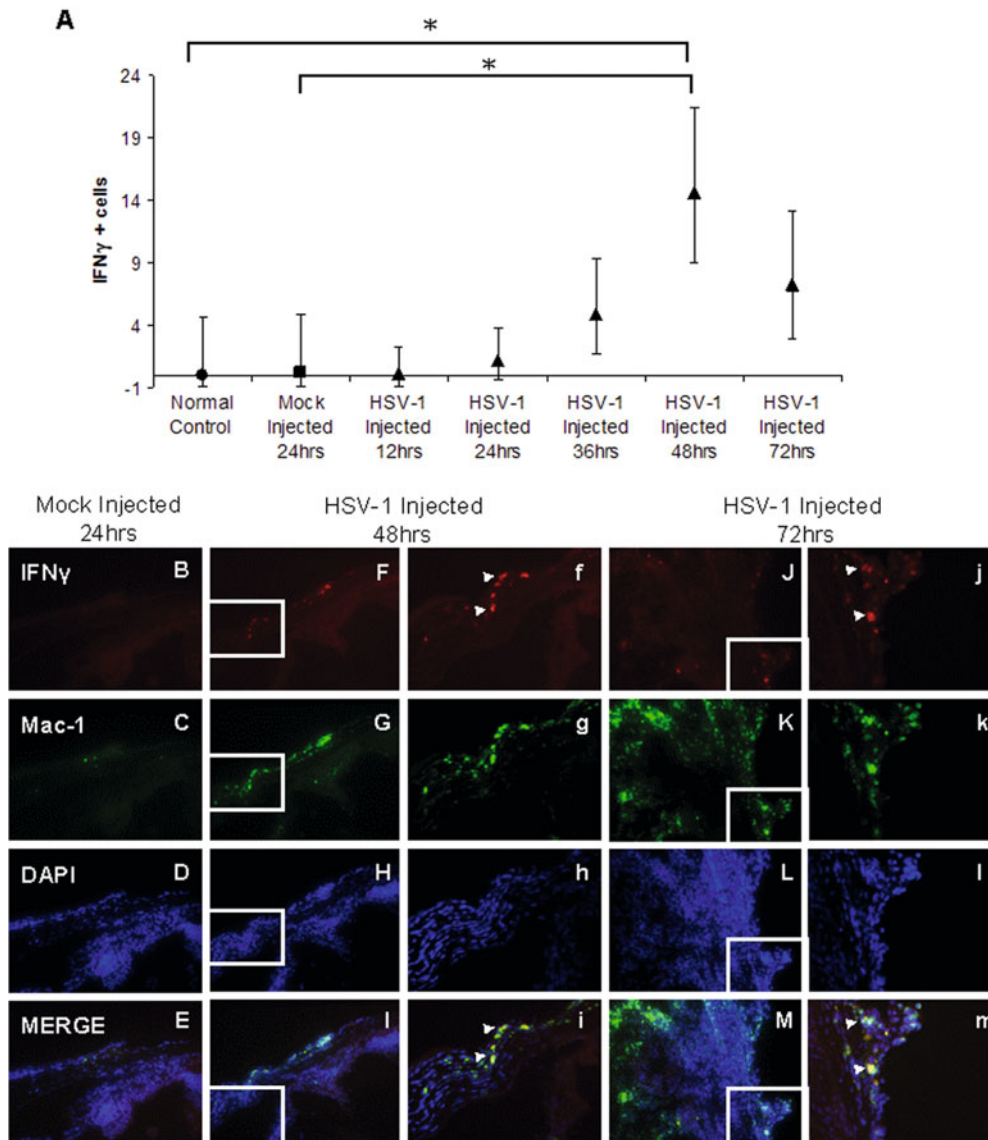 A
*
*
24
19
14
9
4
-1
IFNγ + cells
Normal Control
Mock Injected 24hrs
HSV-1 Injected 12hrs
HSV-1 Injected 24hrs
HSV-1 Injected 36hrs
HSV-1 Injected 48hrs
HSV-1 Injected 72hrs
Mock Injected
24hrs
HSV-1 Injected
48hrs
HSV-1 Injected
72hrs
IFNγ B F f J j
Mac-1 C G g K k
DAPI D H h L l
MERGE E I i M m